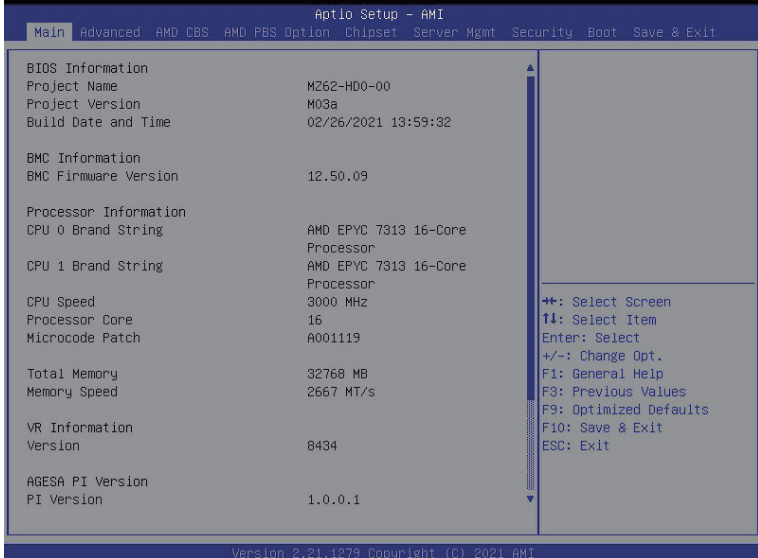 Aptio Setup – AMI
Main Advanced AMD CBS AMD PBS Option Chipset Server Mgmt Security Boot Save & Exit
BIOS Information
Project Name MZ62-HD0-00
Project Version M03a
Build Date and Time 02/26/2021 13:59:32
BMC Information
BMC Firmware Version 12.50.09
Processor Information
CPU 0 Brand String AMD EPYC 7313 16-Core
Processor
CPU 1 Brand String AMD EPYC 7313 16-Core
Processor
CPU Speed 3000 MHz
Processor Core 16
Microcode Patch A001119
Total Memory 32768 MB
Memory Speed 2667 MT/s
VR Information
Version 8434
AGESA PI Version
PI Version 1.0.0.1
→←: Select Screen
↑↓: Select Item
Enter: Select
+/-: Change Opt.
F1: General Help
F3: Previous Values
F9: Optimized Defaults
F10: Save & Exit
ESC: Exit
Version 2.21.1279 Copyright (C) 2021 AMI